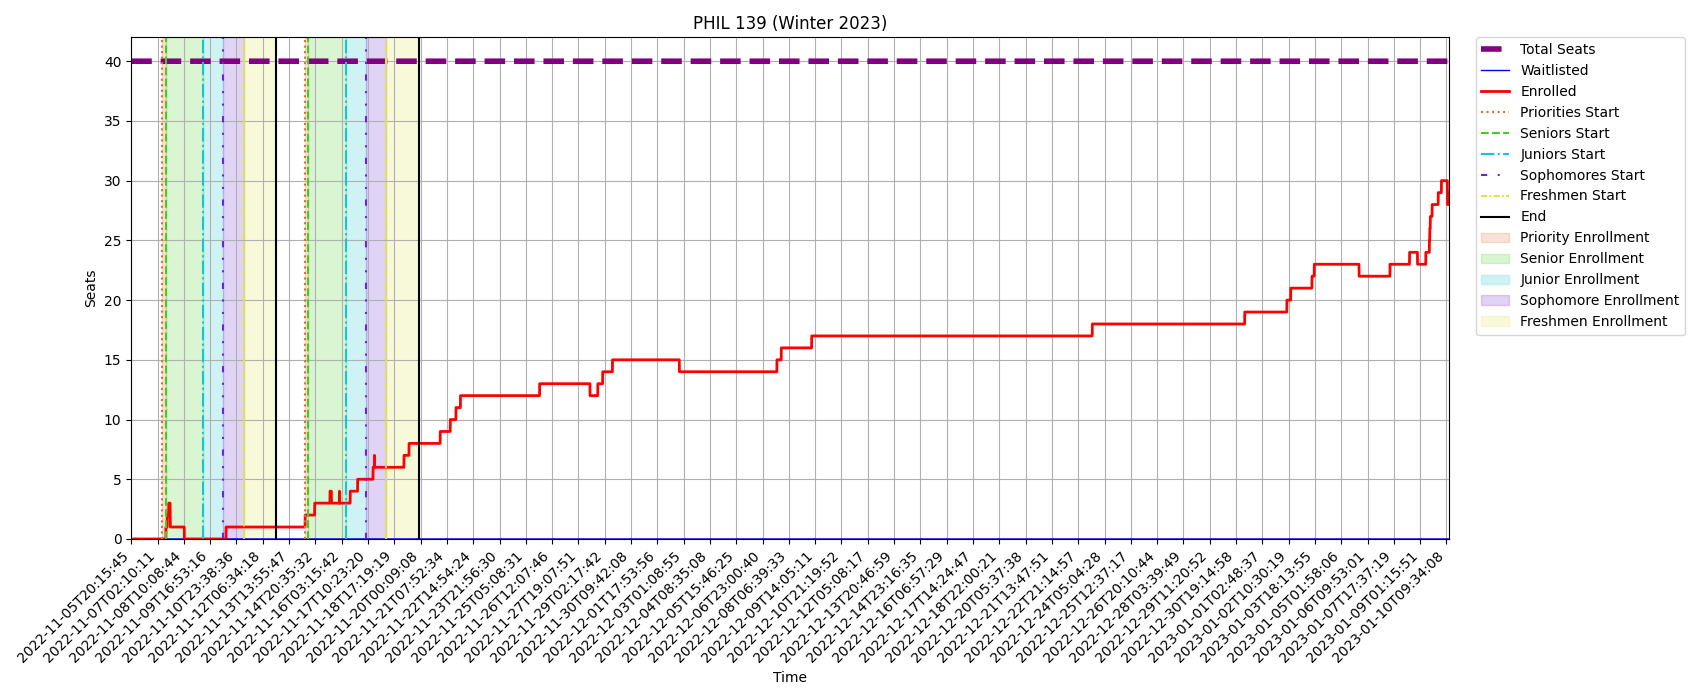 PHIL 139 (Winter 2023)
Total Seats
Waitlisted
Enrolled
Priorities Start
Seniors Start
Juniors Start
Sophomores Start
Freshmen Start
End
Priority Enrollment
Senior Enrollment
Junior Enrollment
Sophomore Enrollment
Freshmen Enrollment
Seats
40
35
30
25
20
15
10
5
0
2022-11-05T20:15:45
2022-11-07T02:10:11
2022-11-08T10:08:44
2022-11-09T16:53:16
2022-11-10T23:38:36
2022-11-12T06:34:18
2022-11-13T13:55:47
2022-11-14T20:35:32
2022-11-16T03:15:42
2022-11-17T10:23:20
2022-11-18T17:19:19
2022-11-20T00:09:08
2022-11-21T07:52:34
2022-11-22T14:54:24
2022-11-23T21:56:30
2022-11-25T05:08:31
2022-11-26T12:07:46
2022-11-27T19:07:51
2022-11-29T02:17:42
2022-11-30T09:42:08
2022-12-01T17:53:56
2022-12-03T01:08:55
2022-12-04T08:35:08
2022-12-05T15:46:25
2022-12-06T23:00:40
2022-12-08T06:39:33
2022-12-09T14:05:11
2022-12-10T21:19:52
2022-12-12T05:08:17
2022-12-13T20:46:59
2022-12-14T23:16:35
2022-12-16T06:57:29
2022-12-17T14:24:47
2022-12-18T22:00:21
2022-12-20T05:37:38
2022-12-21T13:47:51
2022-12-22T21:14:57
2022-12-24T05:04:28
2022-12-25T12:37:17
2022-12-26T20:10:44
2022-12-28T03:39:49
2022-12-29T11:20:52
2022-12-30T19:14:58
2023-01-01T02:48:37
2023-01-02T10:30:19
2023-01-03T18:13:55
2023-01-05T01:58:06
2023-01-06T09:53:01
2023-01-07T17:37:19
2023-01-09T01:15:51
2023-01-10T09:34:08
Time